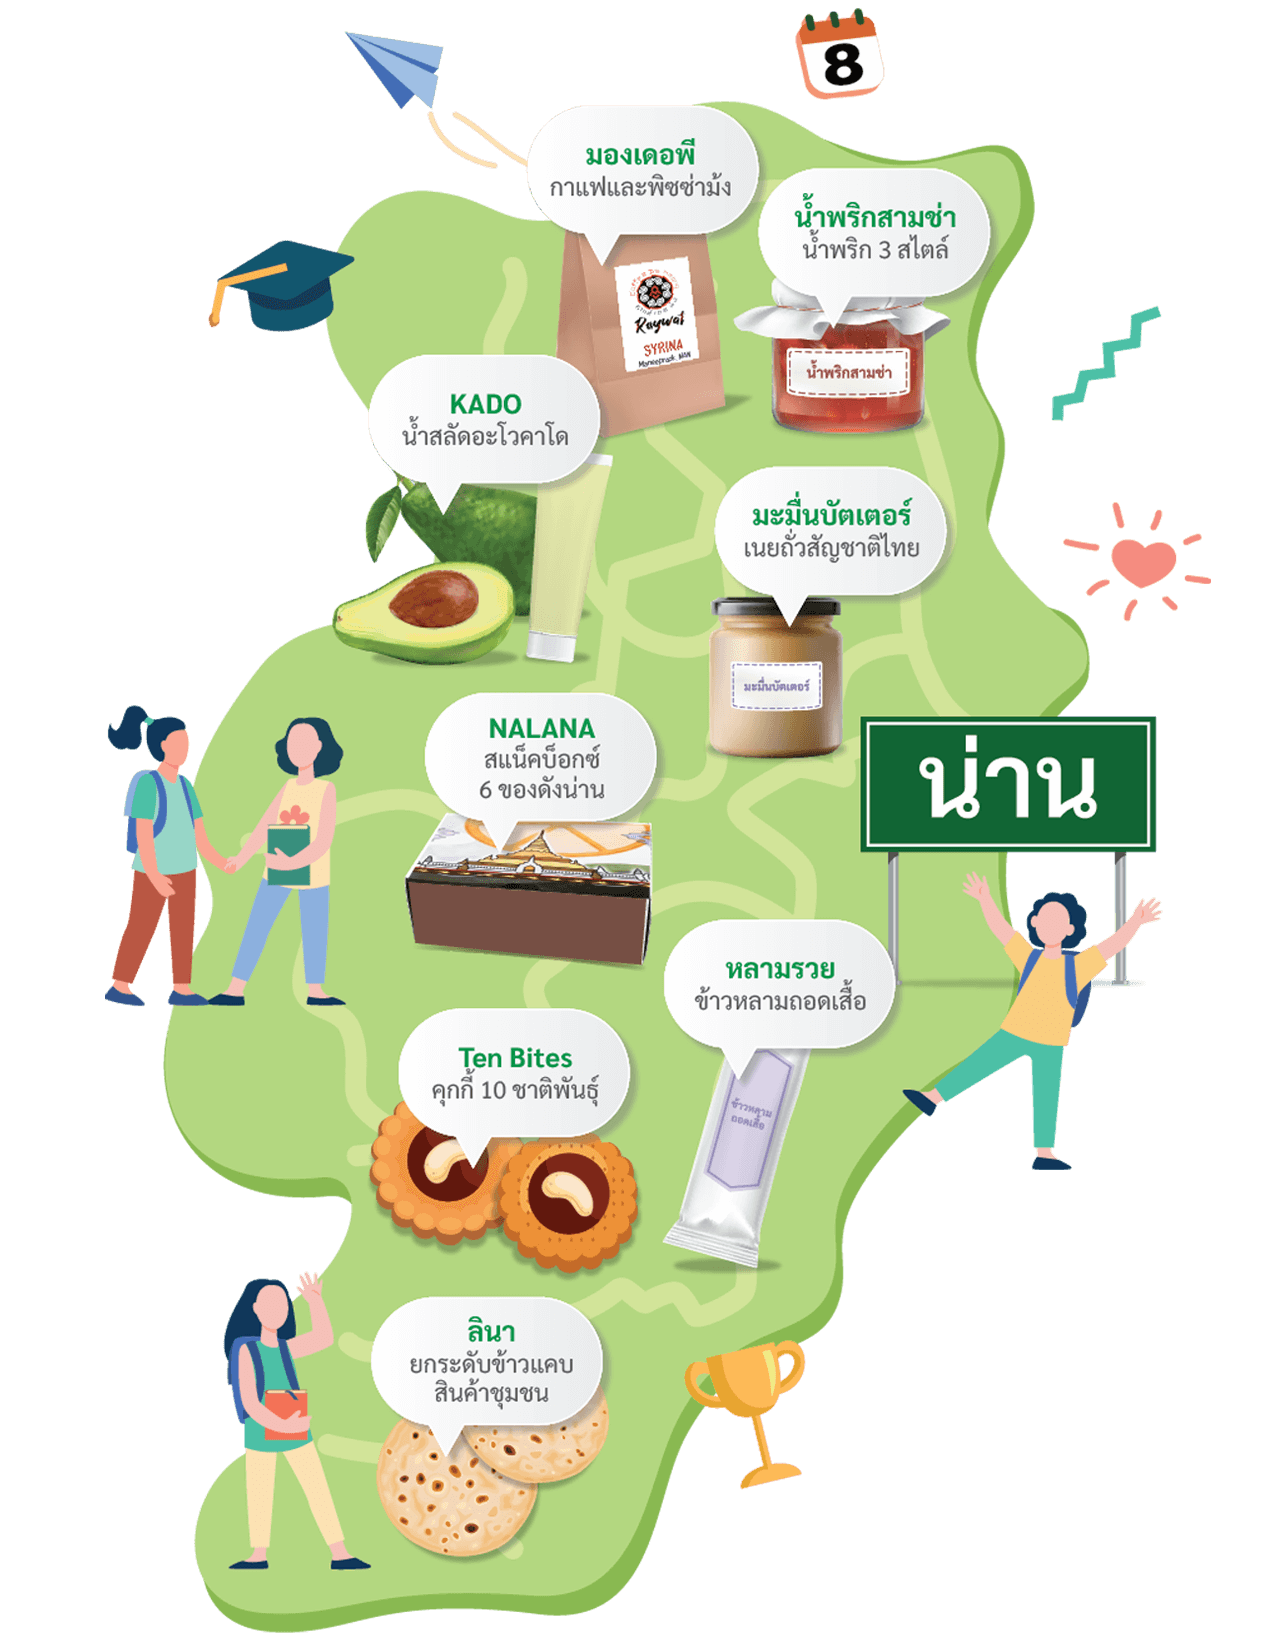 8
มองเดอพี
กาแฟและพิซซ่าม้ง
น้ำพริกสามช่า
น้ำพริก 3 สไตล์
Raywat
SYRINA
Maneepruk, NAN
น้ำพริกสามช่า
KADO
น้ำสลัดอะโวคาโด
มะมื่นบัตเตอร์
เนยถั่วสัญชาติไทย
มะมื่นบัตเตอร์
NALANA
สแน็คบ็อกซ์
6 ของดังน่าน
น่าน
หลามรวย
ข้าวหลามถอดเสื้อ
ข้าวหลาม
ถอดเสื้อ
Ten Bites
คุกกี้ 10 ชาติพันธุ์
ลินา
ยกระดับข้าวแคบ
สินค้าชุมชน